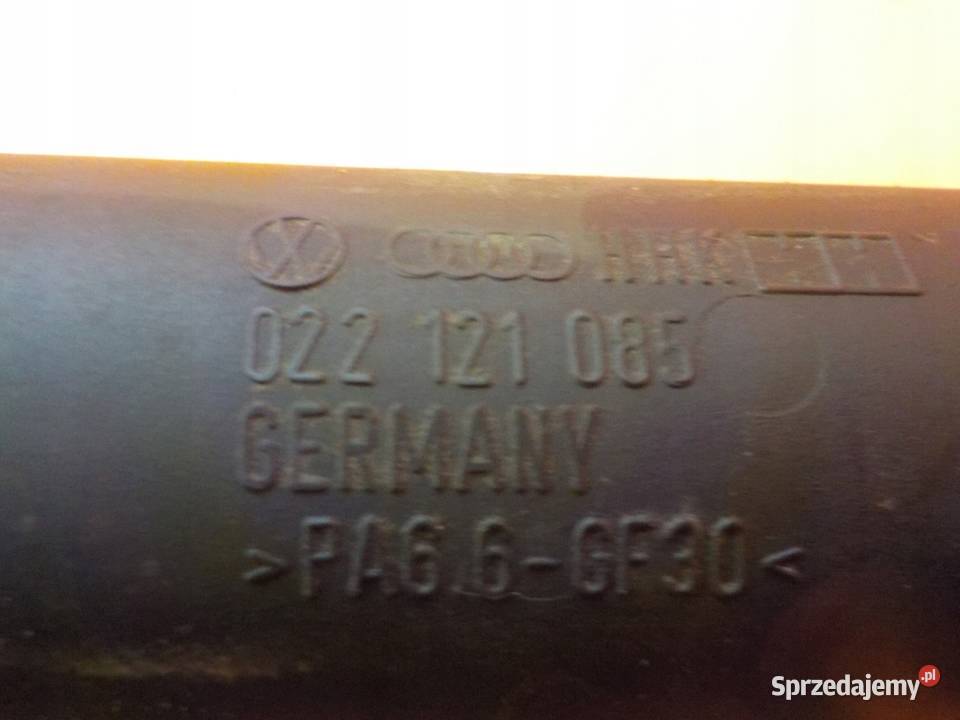 022 121 085
GERMANY
>PA6.6-GF30<
Sprzedajemy.pl